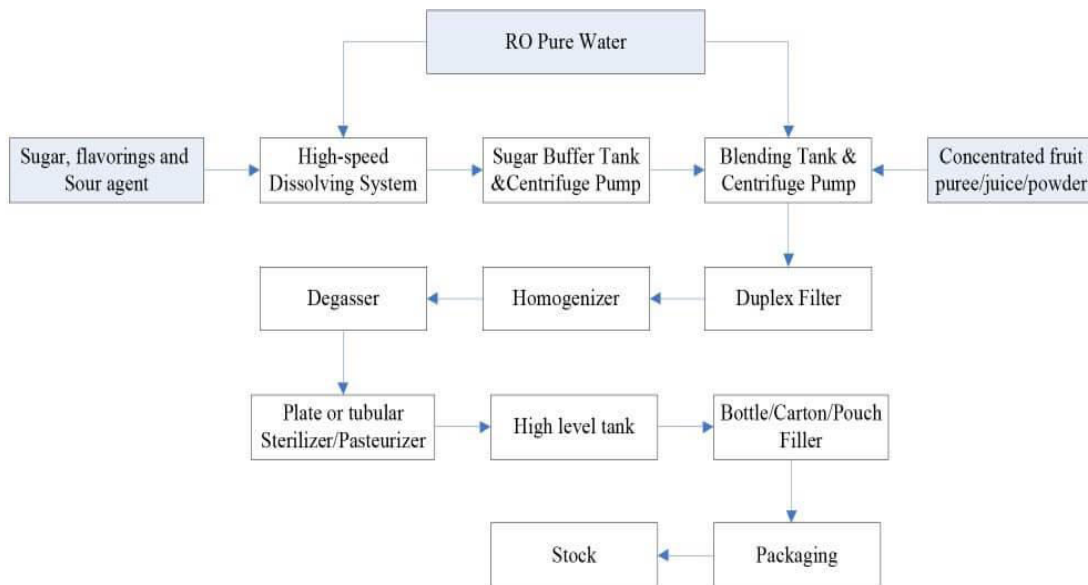 RO Pure Water
Sugar, flavorings and
Sour agent
High-speed
Dissolving System
Sugar Buffer Tank
&Centrifuge Pump
Blending Tank &
Centrifuge Pump
Concentrated fruit
puree/juice/powder
Degasser
Homogenizer
Duplex Filter
Plate or tubular
Sterilizer/Pasteurizer
High level tank
Bottle/Carton/Pouch
Filler
Stock
Packaging